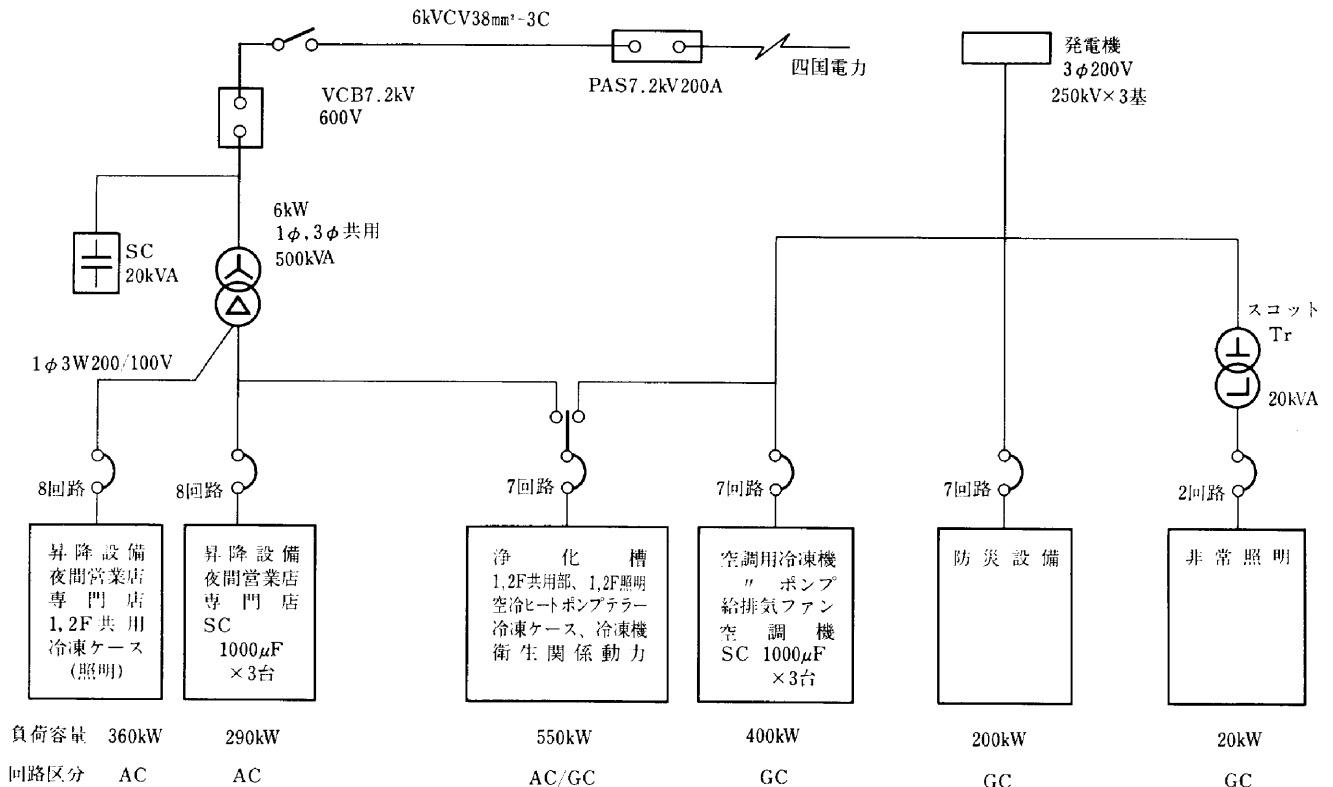 6kVCV38mm²-3C
四国電力
PAS7.2kV200A
発電機
3φ200V
250kV×3基
VCB7.2kV
600V
SC
20kVA
6kW
1φ,3φ共用
500kVA
スコット
Tr
20kVA
1φ3W200/100V
8回路
8回路
7回路
7回路
7回路
2回路
昇降設備
夜間営業店
専門店
1,2F共用
冷凍ケース
(照明)
昇降設備
夜間営業店
専門店
SC
1000μF
×3台
浄化槽
1,2F共用部、1,2F照明
空冷ヒートポンプテラー
冷凍ケース、冷凍機
衛生関係動力
空調用冷凍機
〃 ポンプ
給排気ファン
空調機
SC 1000μF
×3台
防災設備
非常照明
負荷容量 360kW 290kW 550kW 400kW 200kW 20kW
回路区分 AC AC AC/GC GC GC GC